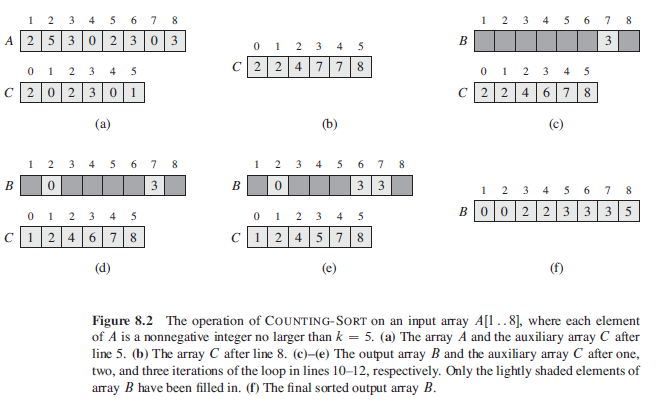 1 2 3 4 5 6 7 8
A 2 5 3 0 2 3 0 3
0 1 2 3 4 5
C 2 0 2 3 0 1
(a)
0 1 2 3 4 5
C 2 2 4 7 7 8
(b)
1 2 3 4 5 6 7 8
B 3
0 1 2 3 4 5
C 2 2 4 6 7 8
(c)
1 2 3 4 5 6 7 8
B 0 3
0 1 2 3 4 5
C 1 2 4 6 7 8
(d)
1 2 3 4 5 6 7 8
B 0 3 3
0 1 2 3 4 5
C 1 2 4 5 7 8
(e)
1 2 3 4 5 6 7 8
B 0 0 2 2 3 3 3 5
(f)
Figure 8.2 The operation of COUNTING-SORT on an input array A[1 . . 8], where each element
of A is a nonnegative integer no larger than k = 5. (a) The array A and the auxiliary array C after
line 5. (b) The array C after line 8. (c)–(e) The output array B and the auxiliary array C after one,
two, and three iterations of the loop in lines 10–12, respectively. Only the lightly shaded elements of
array B have been filled in. (f) The final sorted output array B.